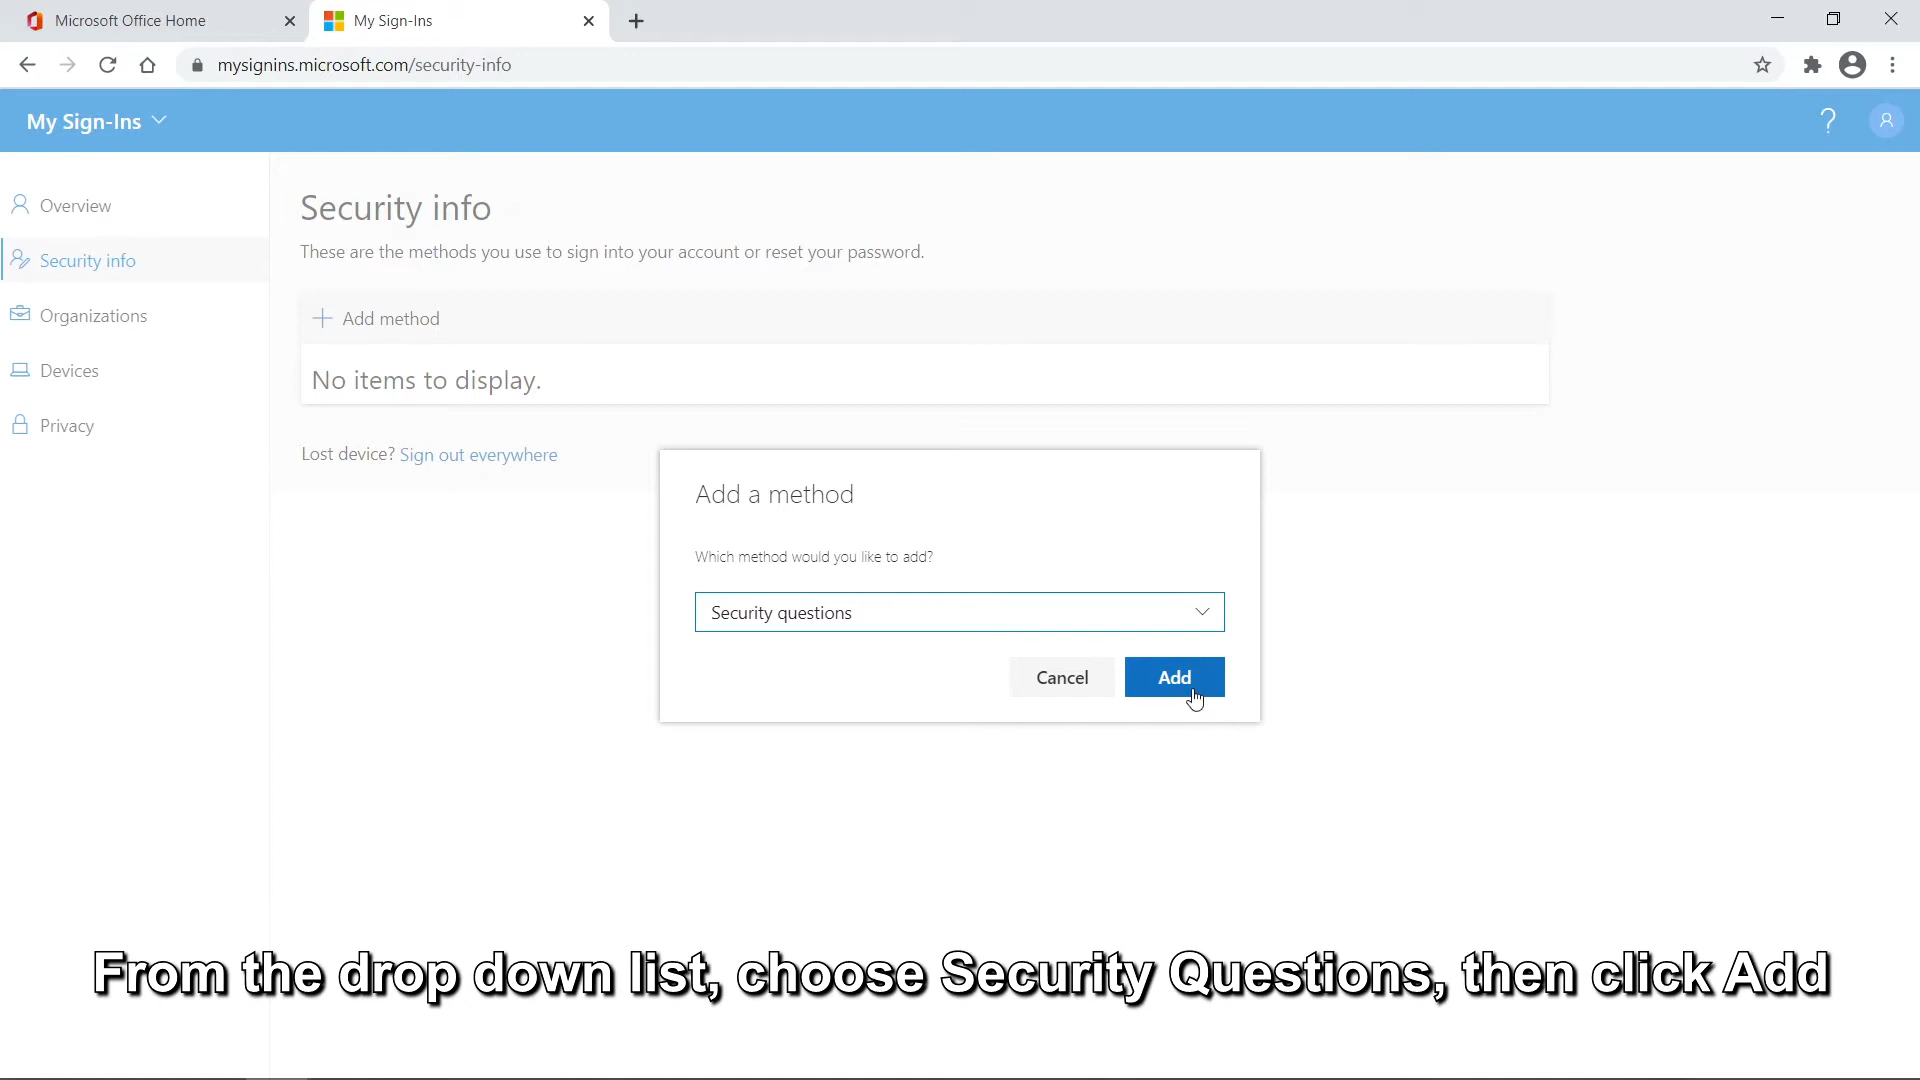 Microsoft Office Home
My Sign-Ins
mysignins.microsoft.com/security-info
My Sign-Ins
?
Overview
Security info
Organizations
Devices
Privacy
Security info
These are the methods you use to sign into your account or reset your password.
Add method
No items to display.
Lost device? Sign out everywhere
Add a method
Which method would you like to add?
Security questions
Cancel
Add
From the drop down list, choose Security Questions, then click Add